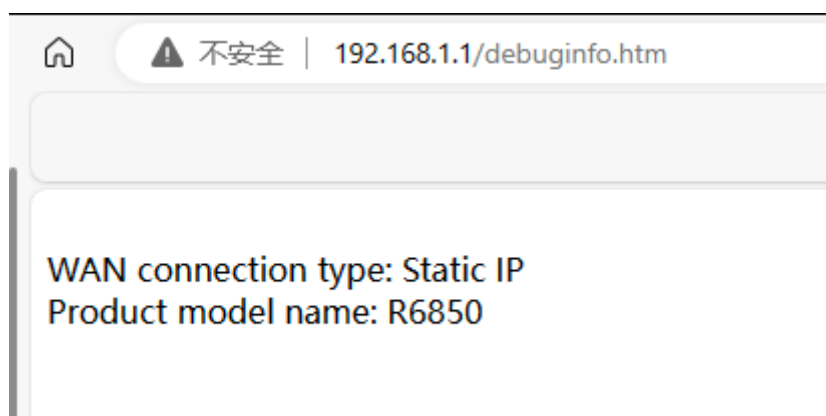 不安全 | 192.168.1.1/debuginfo.htm
WAN connection type: Static IP
Product model name: R6850